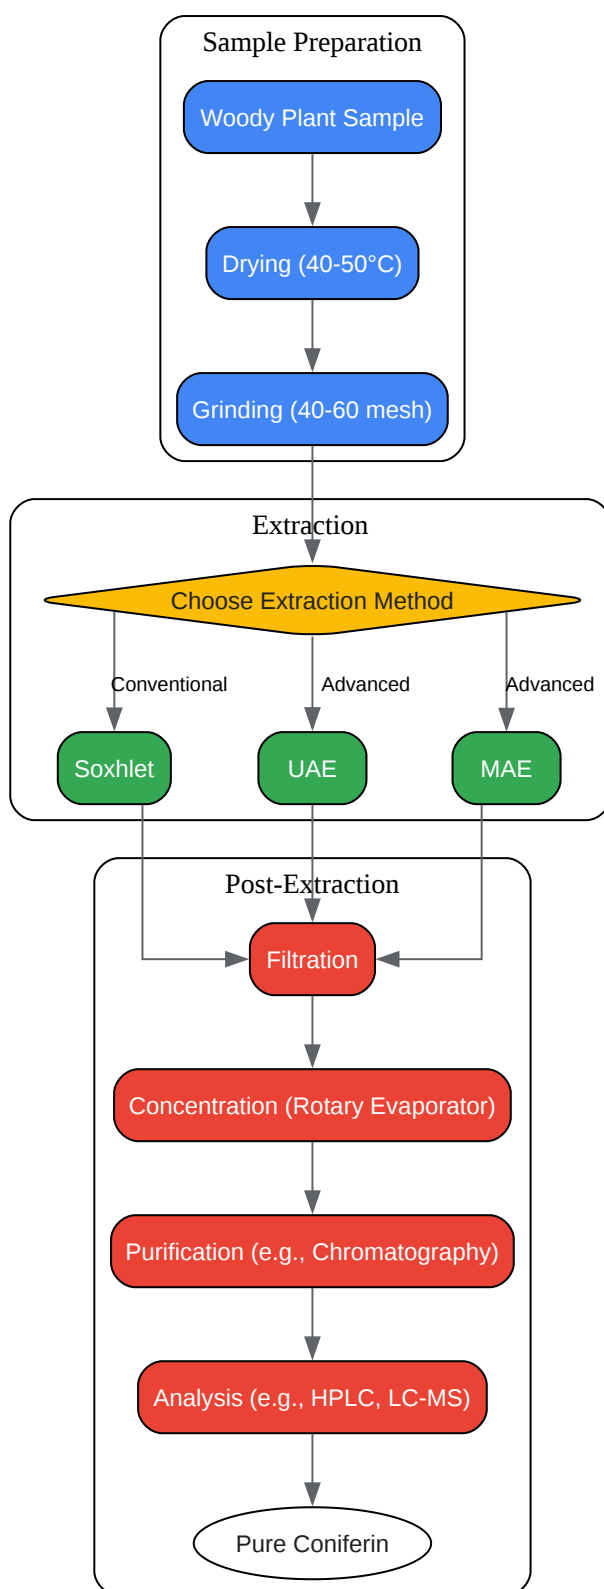 Sample Preparation
Woody Plant Sample
Drying (40-50°C)
Grinding (40-60 mesh)
Extraction
Choose Extraction Method
Conventional
Advanced
Advanced
Soxhlet
UAE
MAE
Post-Extraction
Filtration
Concentration (Rotary Evaporator)
Purification (e.g., Chromatography)
Analysis (e.g., HPLC, LC-MS)
Pure Coniferin